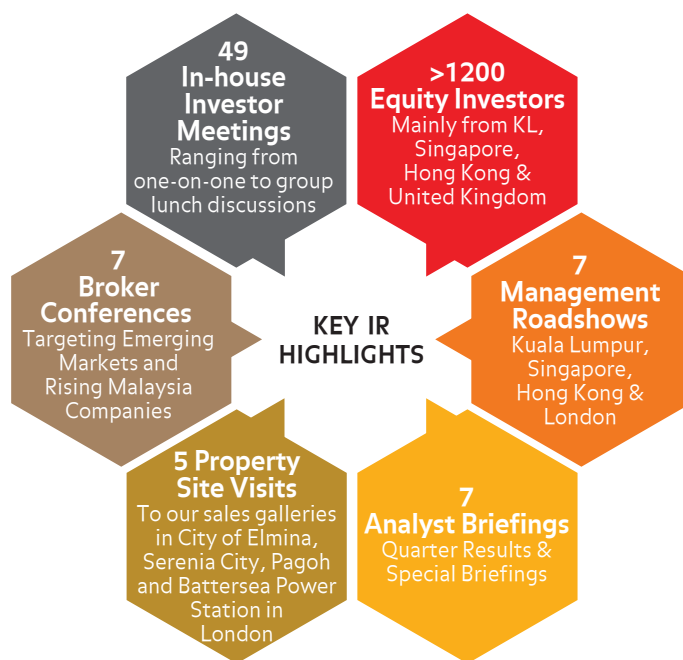 49
In-house
Investor
Meetings
Ranging from
one-on-one to group
lunch discussions
>1200
Equity Investors
Mainly from KL,
Singapore,
Hong Kong &
United Kingdom
7
Broker
Conferences
Targeting Emerging
Markets and
Rising Malaysia
Companies
KEY IR
HIGHLIGHTS
7
Management
Roadshows
Kuala Lumpur,
Singapore,
Hong Kong &
London
5 Property
Site Visits
To our sales galleries
in City of Elmina,
Serenia City, Pagoh
and Battersea Power
Station in
London
7
Analyst Briefings
Quarter Results &
Special Briefings